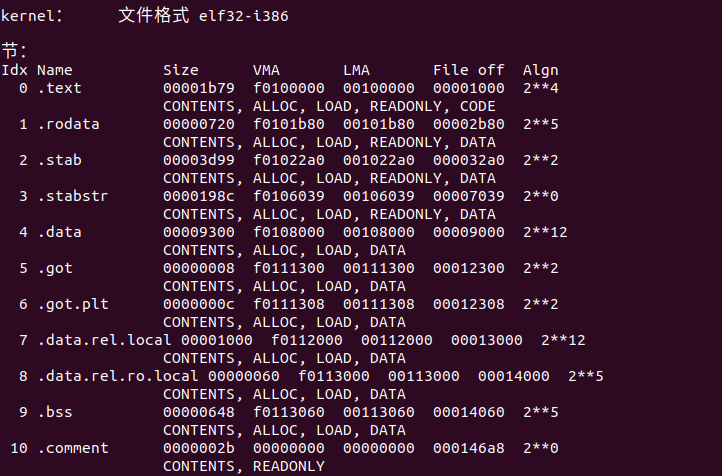 kernel：     文件格式 elf32-i386
节：
Idx Name          Size      VMA       LMA       File off  Algn
  0 .text         00001b79  f0100000  00100000  00001000  2**4
                  CONTENTS, ALLOC, LOAD, READONLY, CODE
  1 .rodata       00000720  f0101b80  00101b80  00002b80  2**5
                  CONTENTS, ALLOC, LOAD, READONLY, DATA
  2 .stab         00003d99  f01022a0  001022a0  000032a0  2**2
                  CONTENTS, ALLOC, LOAD, READONLY, DATA
  3 .stabstr      0000198c  f0106039  00106039  00007039  2**0
                  CONTENTS, ALLOC, LOAD, READONLY, DATA
  4 .data         00009300  f0108000  00108000  00009000  2**12
                  CONTENTS, ALLOC, LOAD, DATA
  5 .got          00000008  f0111300  00111300  00012300  2**2
                  CONTENTS, ALLOC, LOAD, DATA
  6 .got.plt      0000000c  f0111308  00111308  00012308  2**2
                  CONTENTS, ALLOC, LOAD, DATA
  7 .data.rel.local 00001000  f0112000  00112000  00013000  2**12
                  CONTENTS, ALLOC, LOAD, DATA
  8 .data.rel.ro.local 00000060  f0113000  00113000  00014000  2**5
                  CONTENTS, ALLOC, LOAD, DATA
  9 .bss          00000648  f0113060  00113060  00014060  2**5
                  CONTENTS, ALLOC, LOAD, DATA
 10 .comment      0000002b  00000000  00000000  000146a8  2**0
                  CONTENTS, READONLY